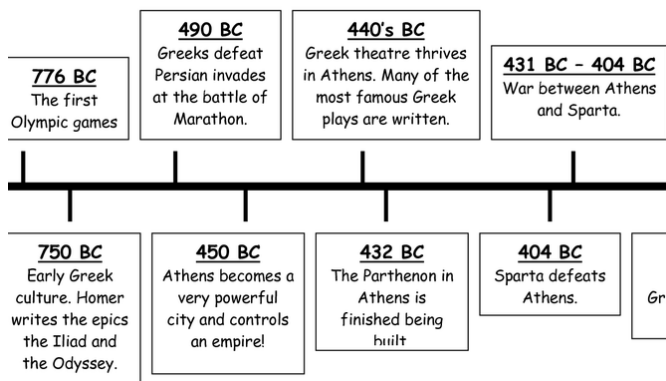 776 BC
The first
Olympic games
490 BC
Greeks defeat
Persian invades
at the battle of
Marathon.
440's BC
Greek theatre thrives
in Athens. Many of the
most famous Greek
plays are written.
431 BC – 404 BC
War between Athens
and Sparta.
750 BC
Early Greek
culture. Homer
writes the epics
the Iliad and
the Odyssey.
450 BC
Athens becomes a
very powerful
city and controls
an empire!
432 BC
The Parthenon in
Athens is
finished being
built
404 BC
Sparta defeats
Athens.
Gr